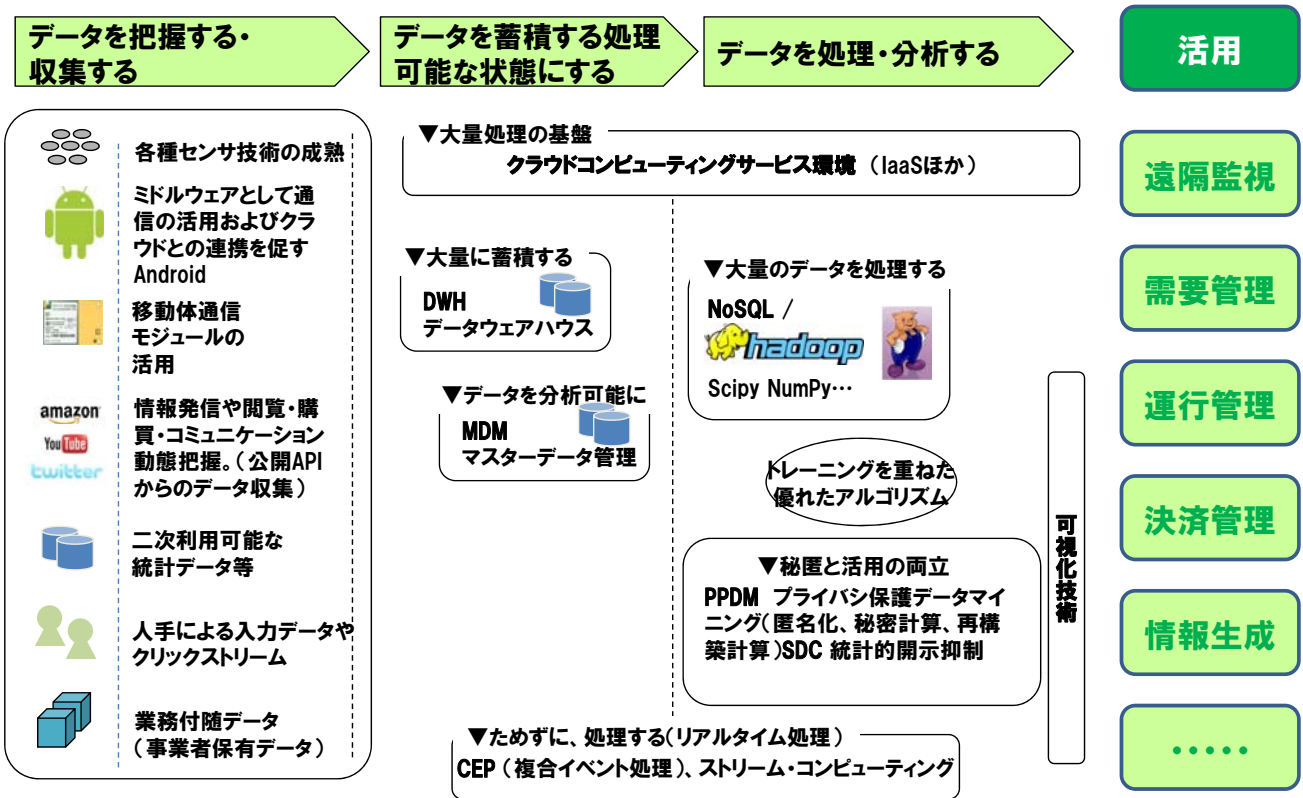 データを把握する・
収集する
データを蓄積する処理
可能な状態にする
データを処理・分析する
活用
各種センサ技術の成熟
ミドルウェアとして通
信の活用およびクラ
ウドとの連携を促す
Android
移動体通信
モジュールの
活用
amazon
You Tube
twitter
情報発信や閲覧・購
買・コミュニケーション
動態把握。（公開API
からのデータ収集）
二次利用可能な
統計データ等
人手による入力データや
クリックストリーム
業務付随データ
（事業者保有データ）
▼大量処理の基盤
クラウドコンピューティングサービス環境（IaaSほか）
▼大量に蓄積する
DWH
データウェアハウス
▼データを分析可能に
MDM
マスターデータ管理
▼大量のデータを処理する
NoSQL /
hadoop
Scipy NumPy…
トレーニングを重ねた
優れたアルゴリズム
▼秘匿と活用の両立
PPDM プライバシ保護データマイ
ニング（匿名化、秘密計算、再構
築計算）SDC 統計的開示抑制
▼ためずに、処理する（リアルタイム処理）
CEP（複合イベント処理）、ストリーム・コンピューティング
可視化技術
遠隔監視
需要管理
運行管理
決済管理
情報生成
・・・・・